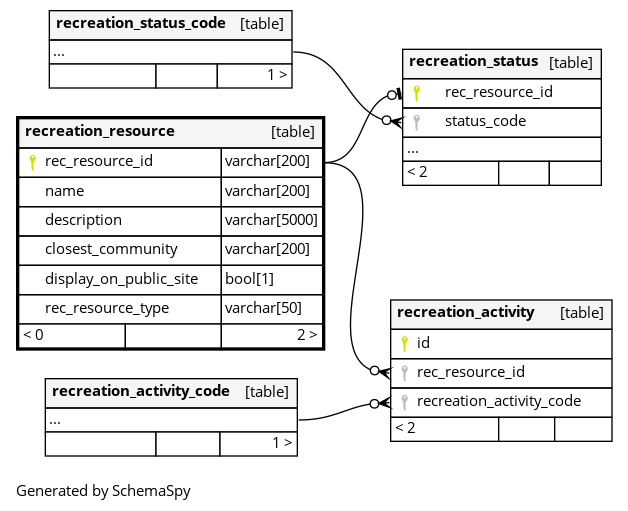 recreation_status_code [table]
...
1 >
recreation_status [table]
rec_resource_id
status_code
...
< 2
recreation_resource [table]
rec_resource_id varchar[200]
name varchar[200]
description varchar[5000]
closest_community varchar[200]
display_on_public_site bool[1]
rec_resource_type varchar[50]
< 0 2 >
recreation_activity [table]
id
rec_resource_id
recreation_activity_code
< 2
recreation_activity_code [table]
...
1 >
Generated by SchemaSpy